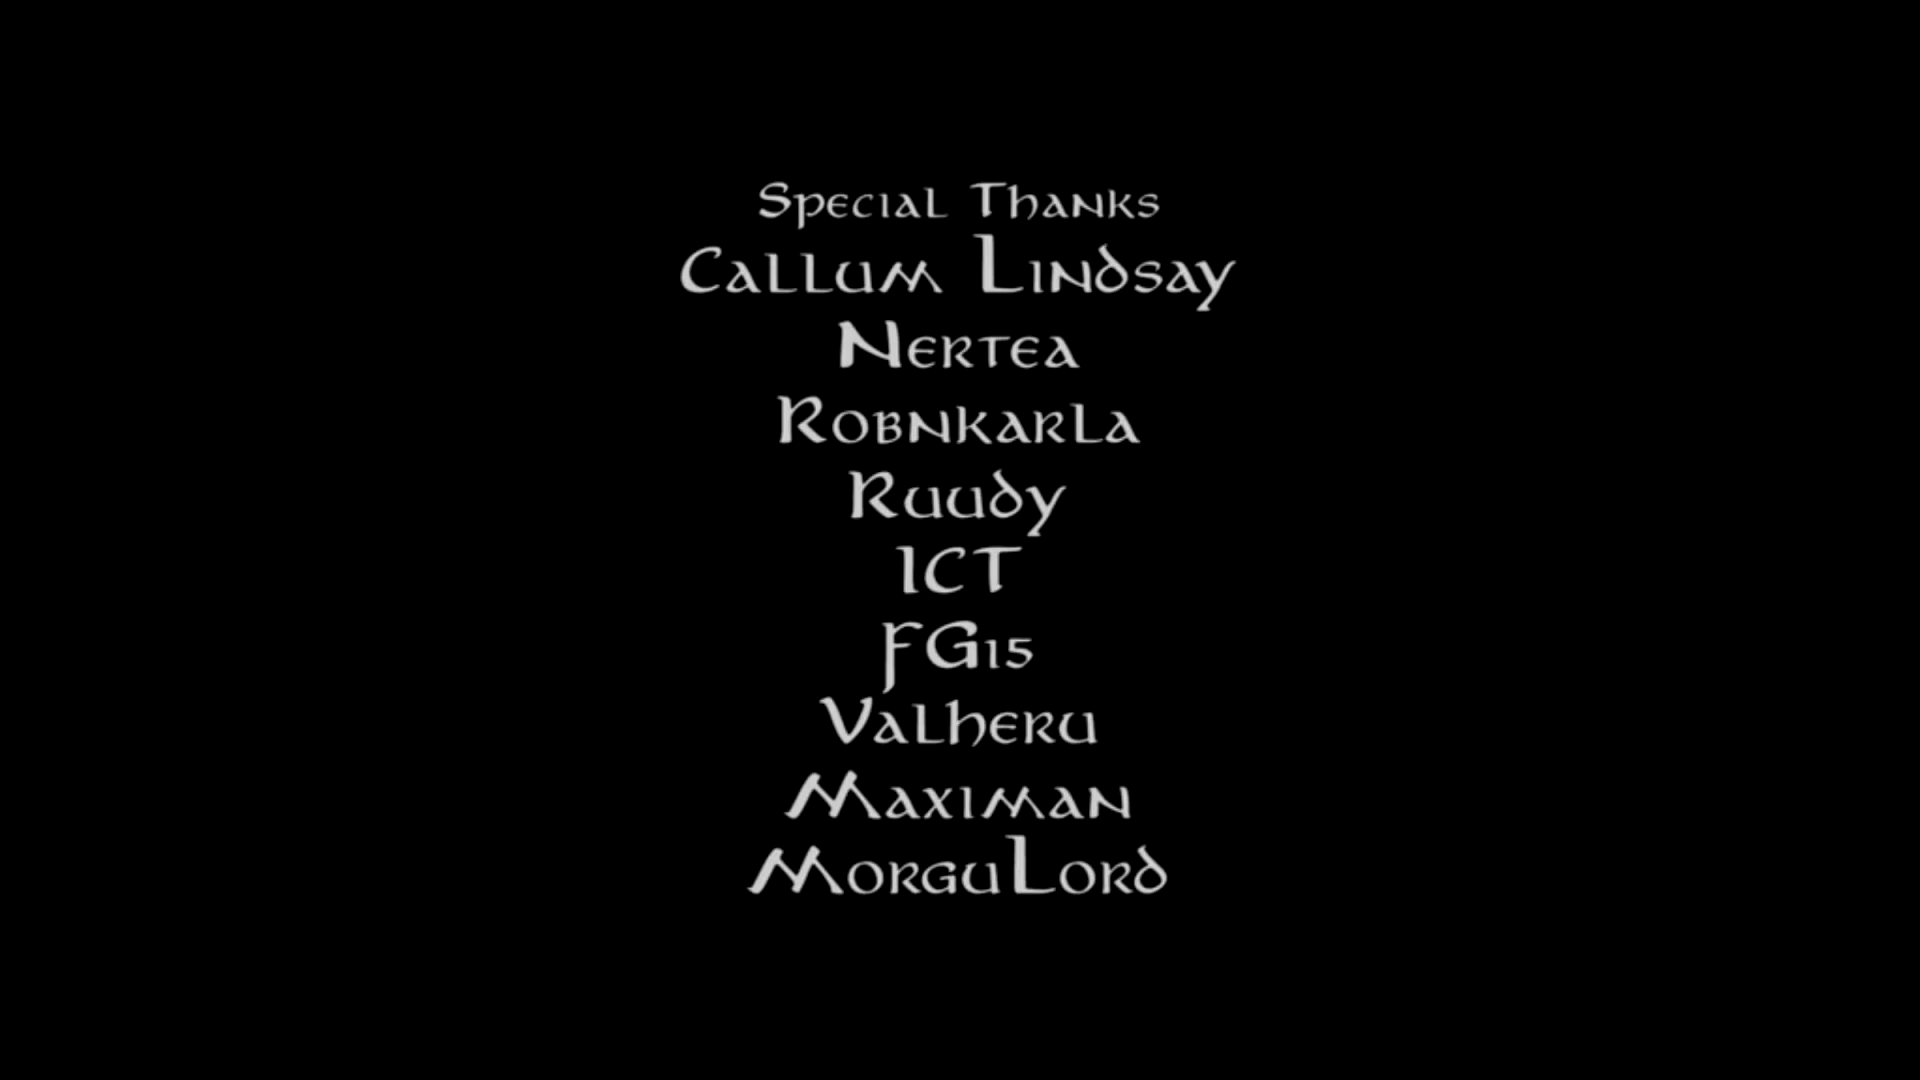 Special Thanks
Callum Lindsay
Nertea
Robnkarla
Ruudy
ICT
FG15
Valheru
Maximan
MorguLord